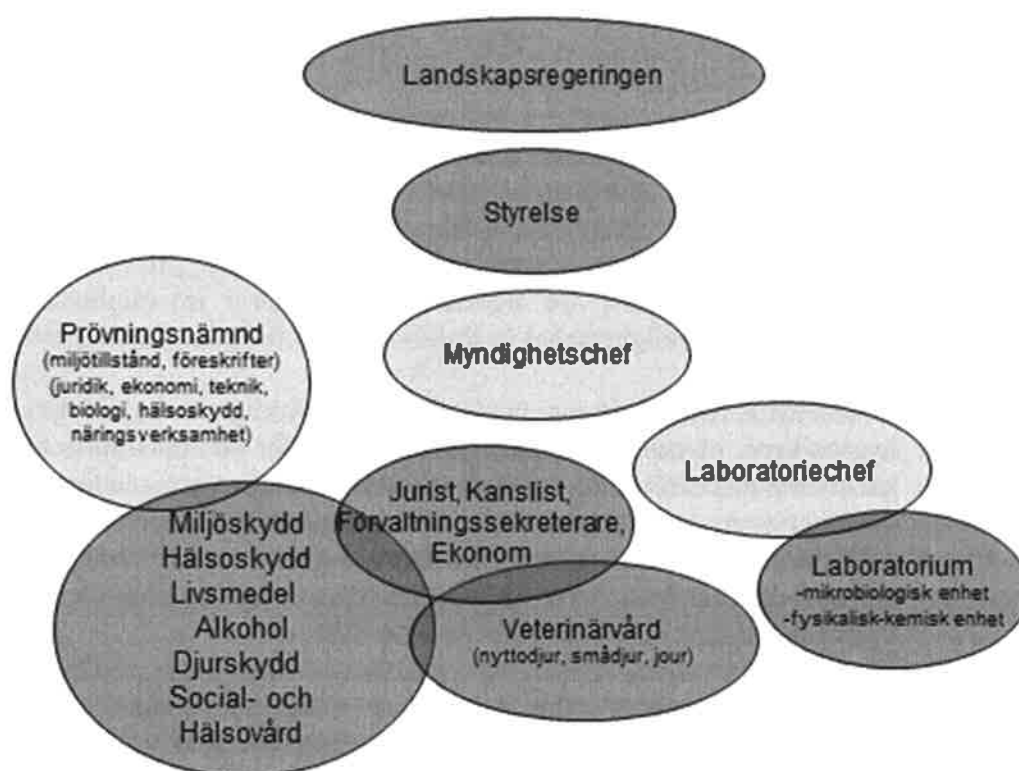 Landskapsregeringen
Styrelse
Myndighetschef
Prövningsnämnd
(miljötillstånd, föreskrifter)
(juridik, ekonomi, teknik,
biologi, hälsoskydd,
näringsverksamhet)
Laboratoriechef
Jurist, Kanslist,
Förvaltningssekreterare,
Ekonom
Miljöskydd
Hälsoskydd
Livsmedel
Alkohol
Djurskydd
Social- och
Hälsovård
Veterinärvård
(nyttodjur, smådjur, jour)
Laboratorium
-mikrobiologisk enhet
-fysikalisk-kemisk enhet